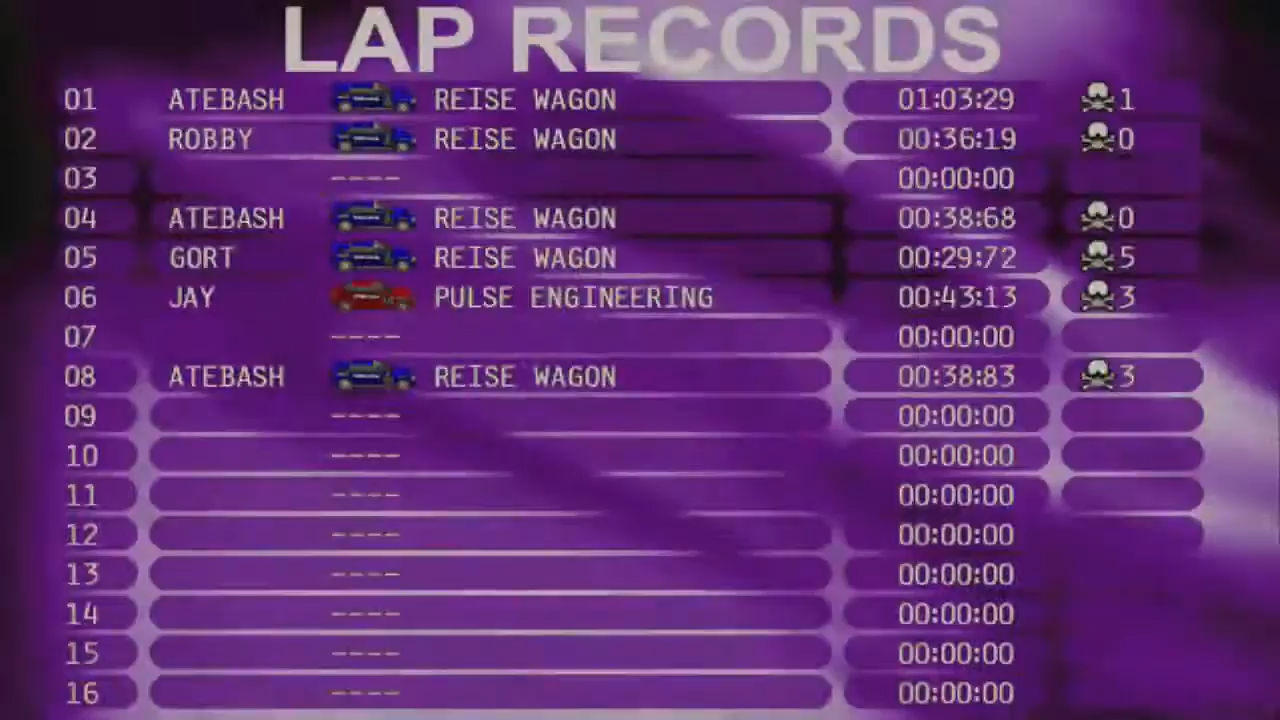 LAP RECORDS
01 ATEBASH REISE WAGON 01:03:29 1
02 ROBBY REISE WAGON 00:36:19 0
03 ---- 00:00:00
04 ATEBASH REISE WAGON 00:38:68 0
05 GORT REISE WAGON 00:29:72 5
06 JAY PULSE ENGINEERING 00:43:13 3
07 ---- 00:00:00
08 ATEBASH REISE WAGON 00:38:83 3
09 ---- 00:00:00
10 ---- 00:00:00
11 ---- 00:00:00
12 ---- 00:00:00
13 ---- 00:00:00
14 ---- 00:00:00
15 ---- 00:00:00
16 ---- 00:00:00